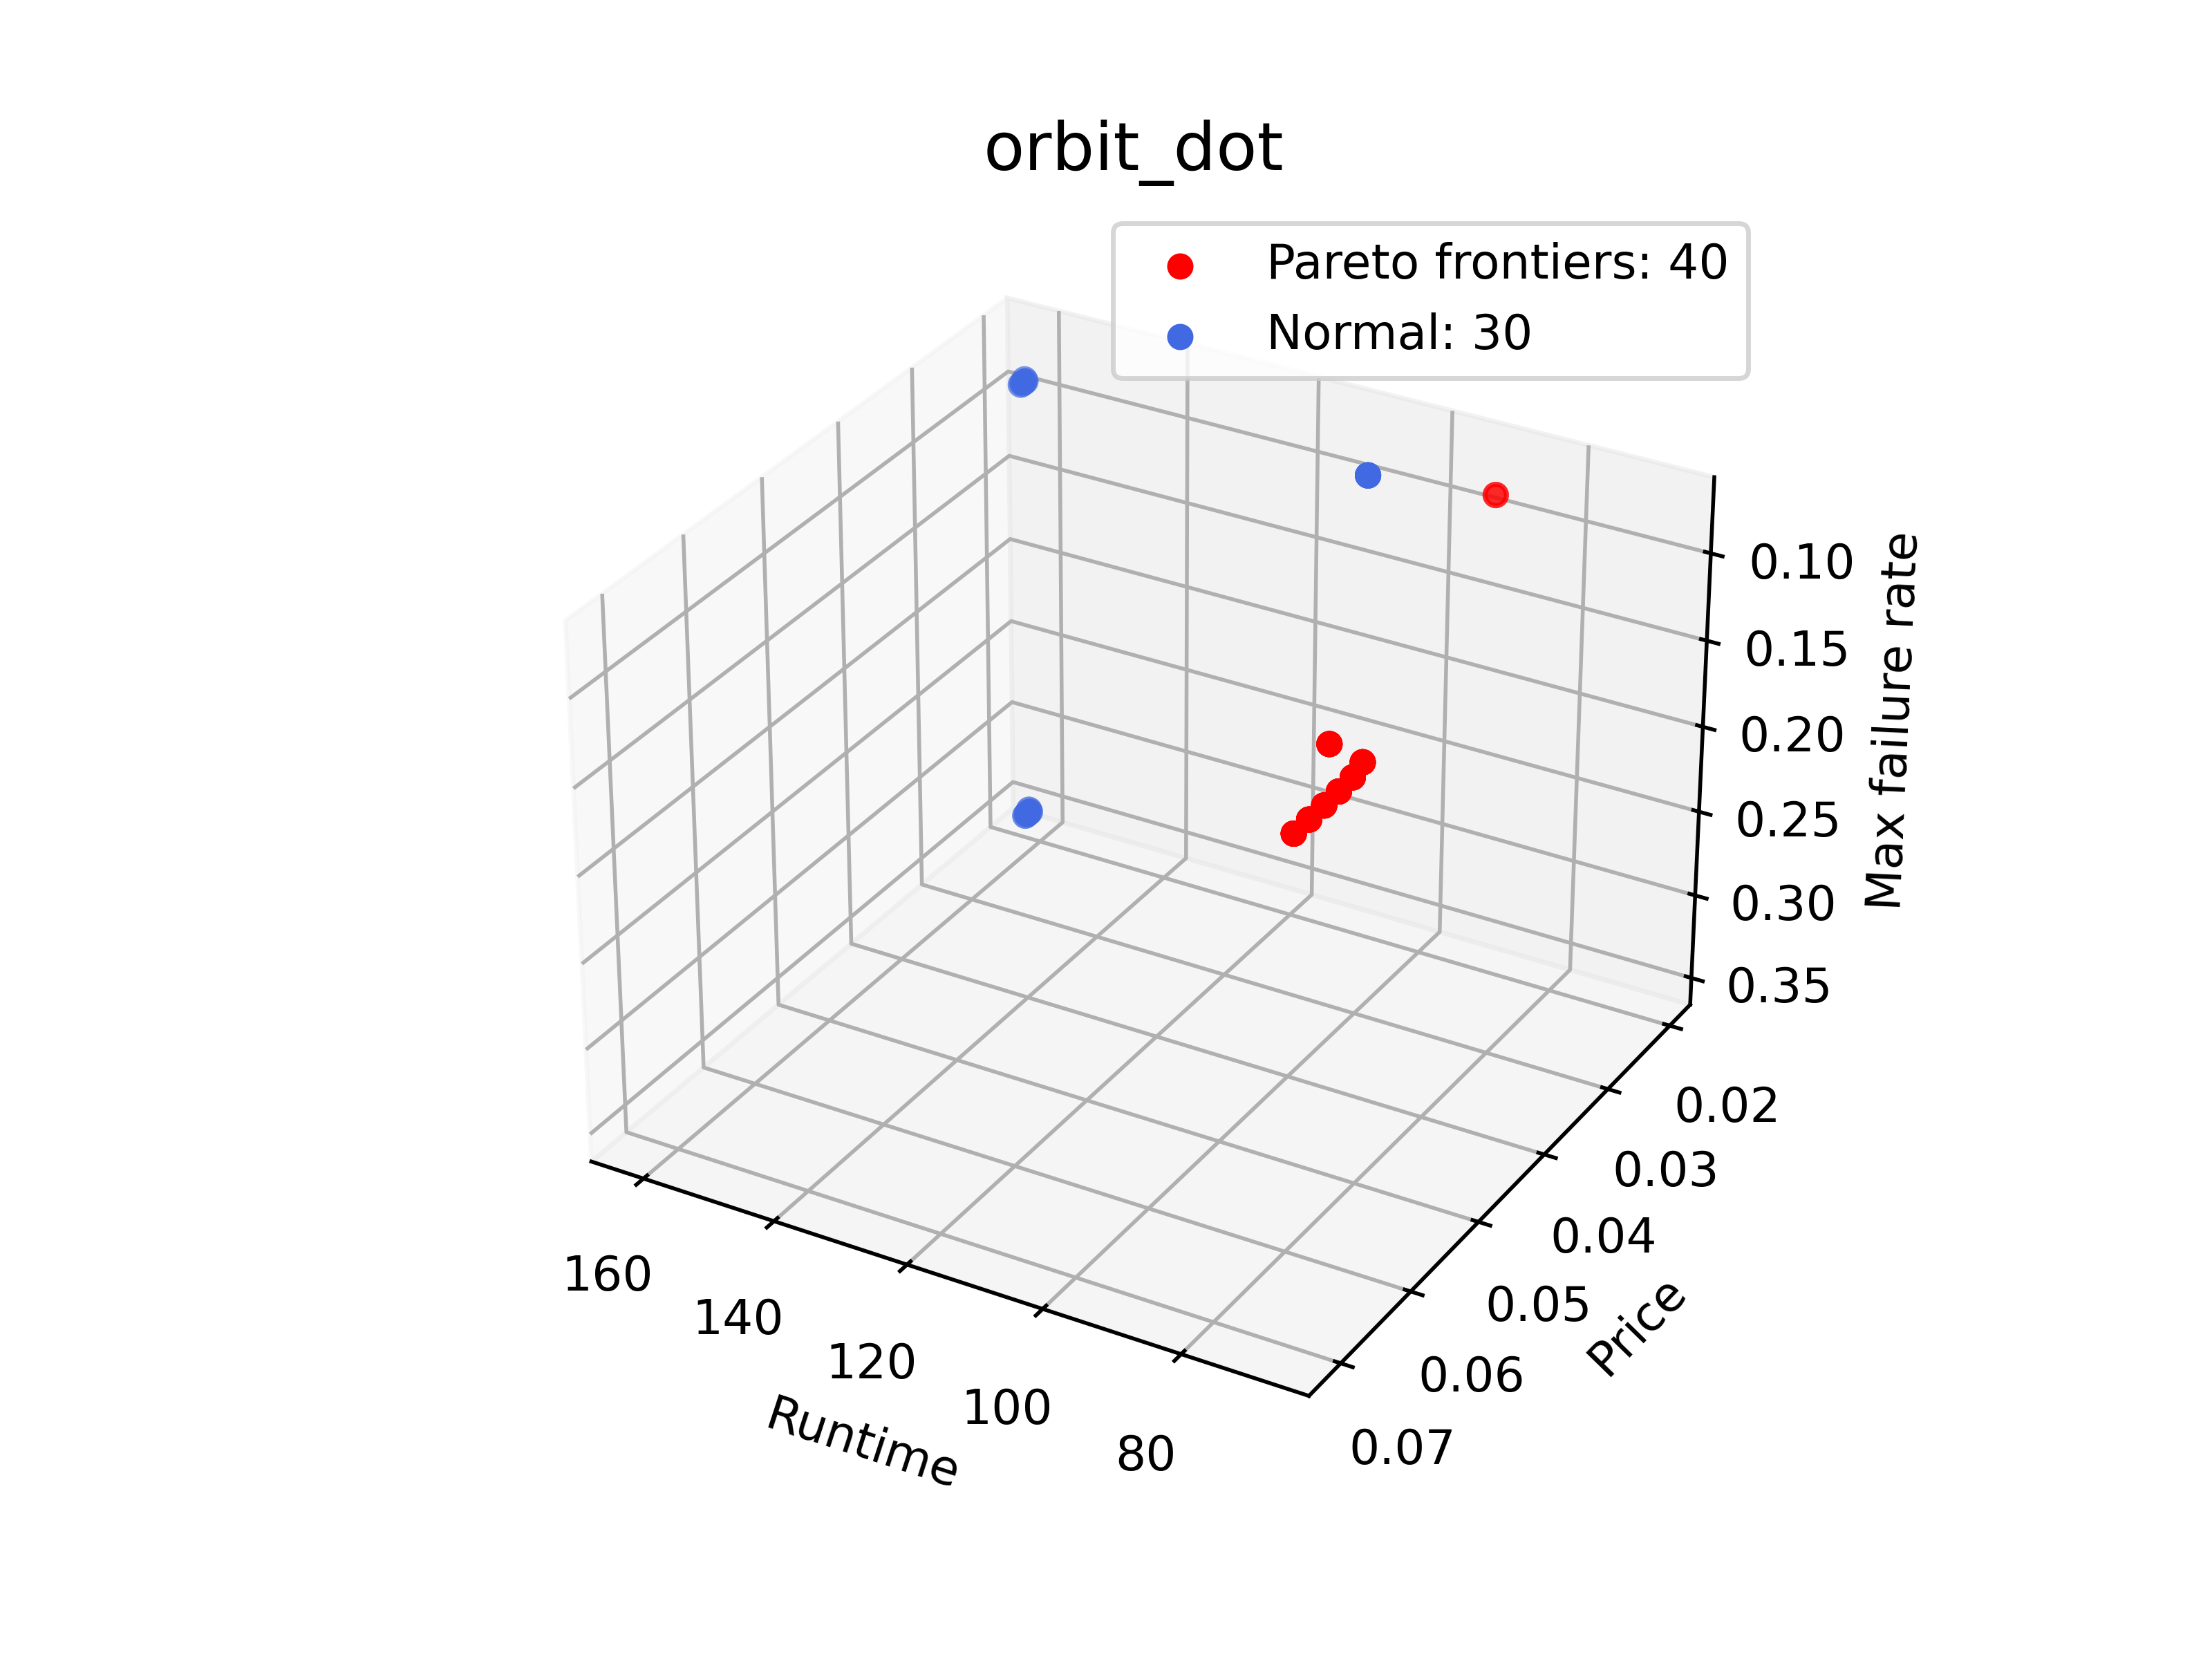 orbit_dot
Pareto frontiers: 40
Normal: 30
0.10
0.15
0.20
0.25
0.30
0.35
Max failure rate
0.02
0.03
0.04
0.05
0.06
0.07
Price
160
140
120
100
80
Runtime